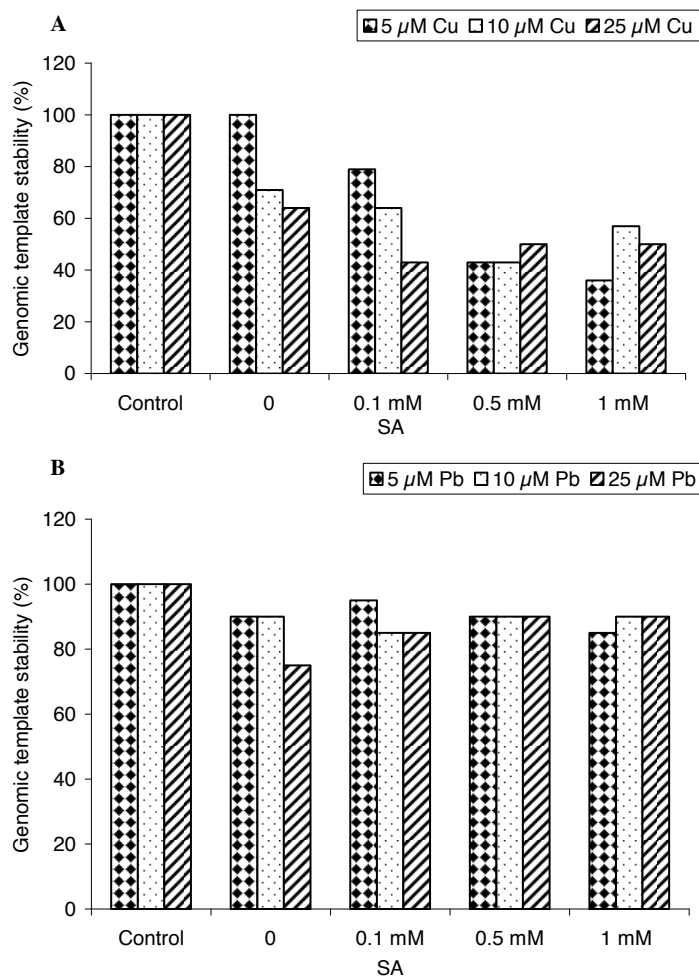 A
5 µM Cu 10 µM Cu 25 µM Cu
Genomic template stability (%)
120
100
80
60
40
20
0
Control 0 0.1 mM 0.5 mM 1 mM
SA
B
5 µM Pb 10 µM Pb 25 µM Pb
Genomic template stability (%)
120
100
80
60
40
20
0
Control 0 0.1 mM 0.5 mM 1 mM
SA